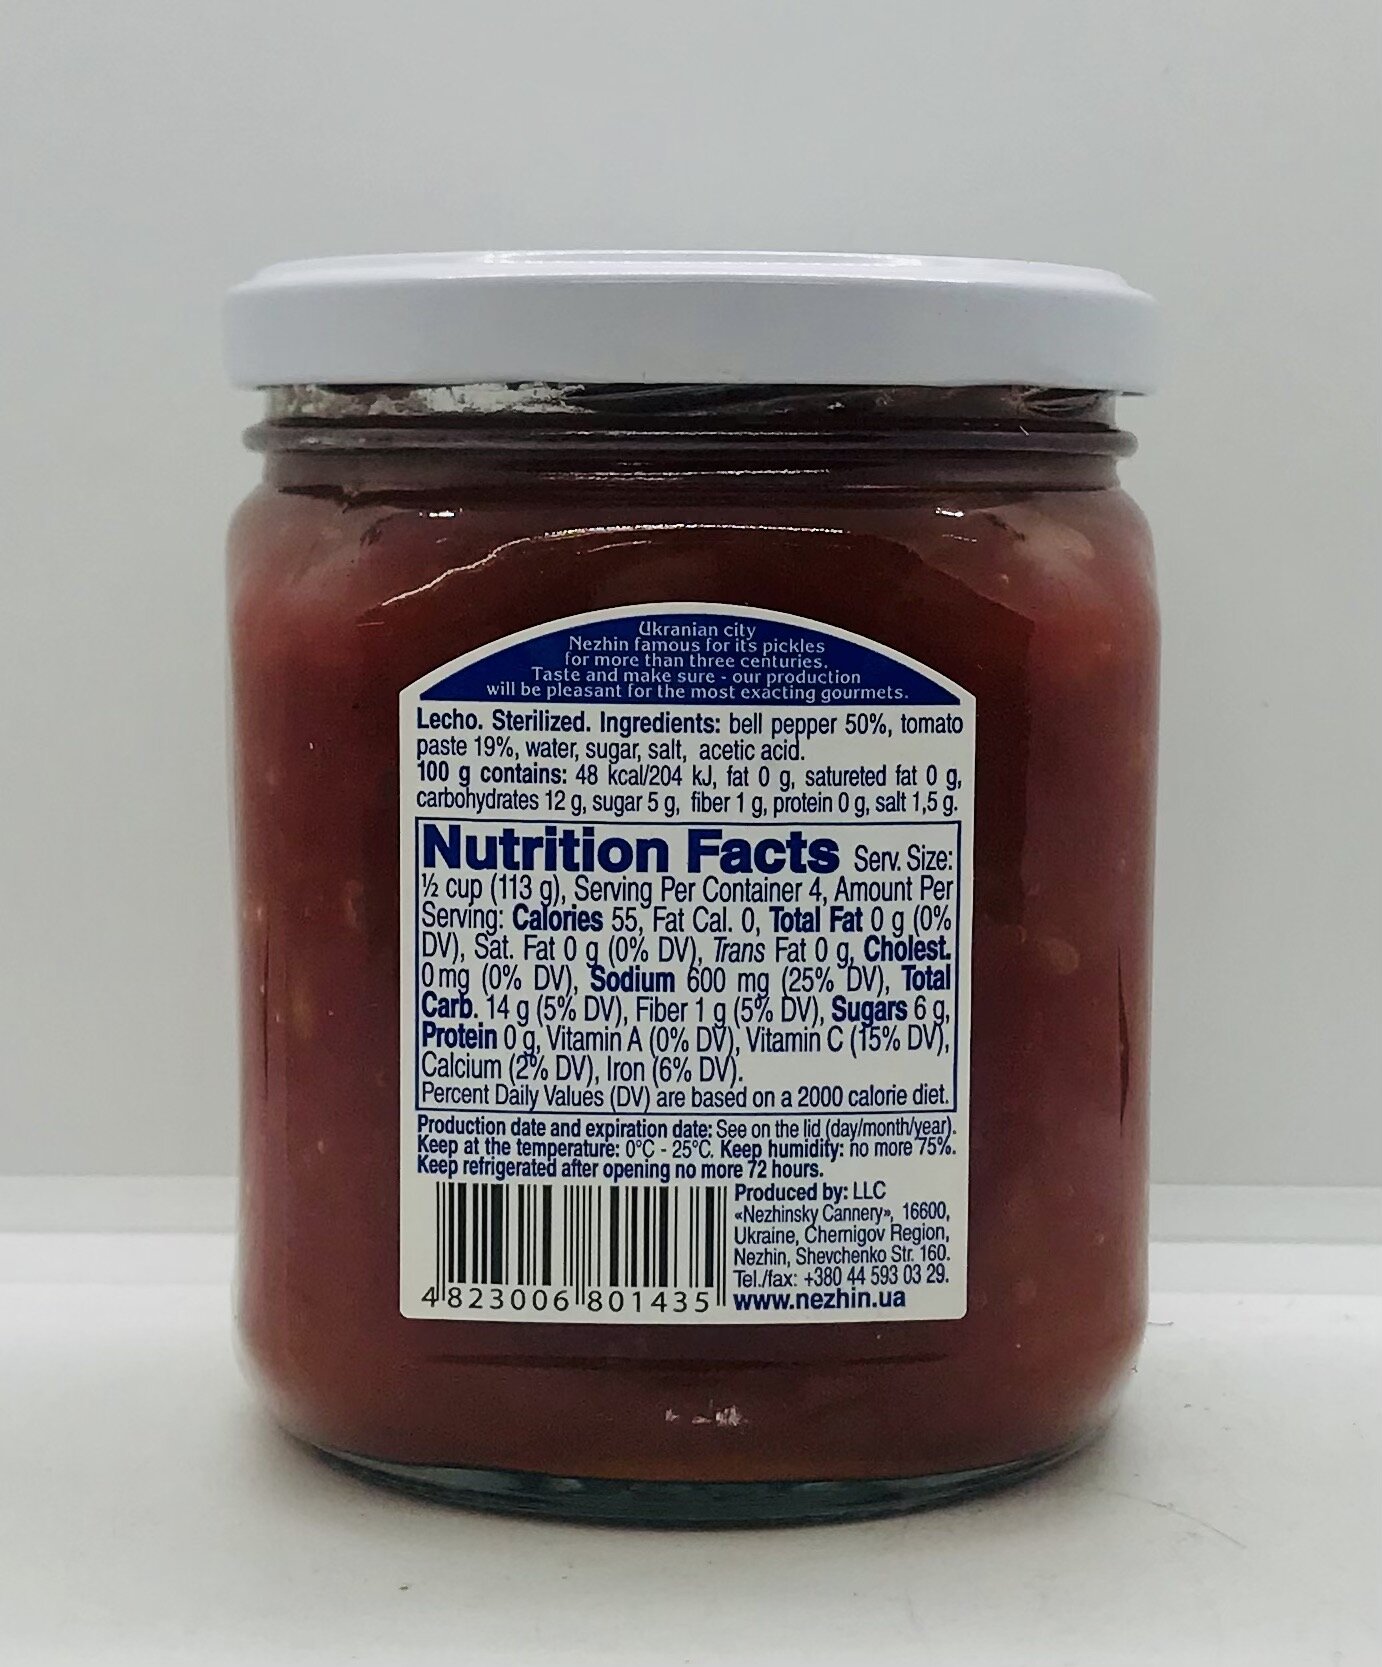 Ukranian city
Nezhin famous for its pickles
for more than three centuries.
Taste and make sure - our production
will be pleasant for the most exacting gourmets.
Lecho. Sterilized. Ingredients: bell pepper 50%, tomato
paste 19%, water, sugar, salt, acetic acid.
100 g contains: 48 kcal/204 kJ, fat 0 g, satureted fat 0 g,
carbohydrates 12 g, sugar 5 g, fiber 1 g, protein 0 g, salt 1,5 g.
Nutrition Facts Serv. Size:
½ cup (113 g), Serving Per Container 4, Amount Per
Serving: Calories 55, Fat Cal. 0, Total Fat 0 g (0%
DV), Sat. Fat 0 g (0% DV), Trans Fat 0 g, Cholest.
0 mg (0% DV), Sodium 600 mg (25% DV), Total
Carb. 14 g (5% DV), Fiber 1 g (5% DV), Sugars 6 g,
Protein 0 g, Vitamin A (0% DV), Vitamin C (15% DV),
Calcium (2% DV), Iron (6% DV).
Percent Daily Values (DV) are based on a 2000 calorie diet.
Production date and expiration date: See on the lid (day/month/year).
Keep at the temperature: 0°C - 25°C. Keep humidity: no more 75%.
Keep refrigerated after opening no more 72 hours.
Produced by: LLC
«Nezhinsky Cannery», 16600,
Ukraine, Chernigov Region,
Nezhin, Shevchenko Str. 160.
Tel./fax: +380 44 593 03 29.
www.nezhin.ua
4 823006 801435